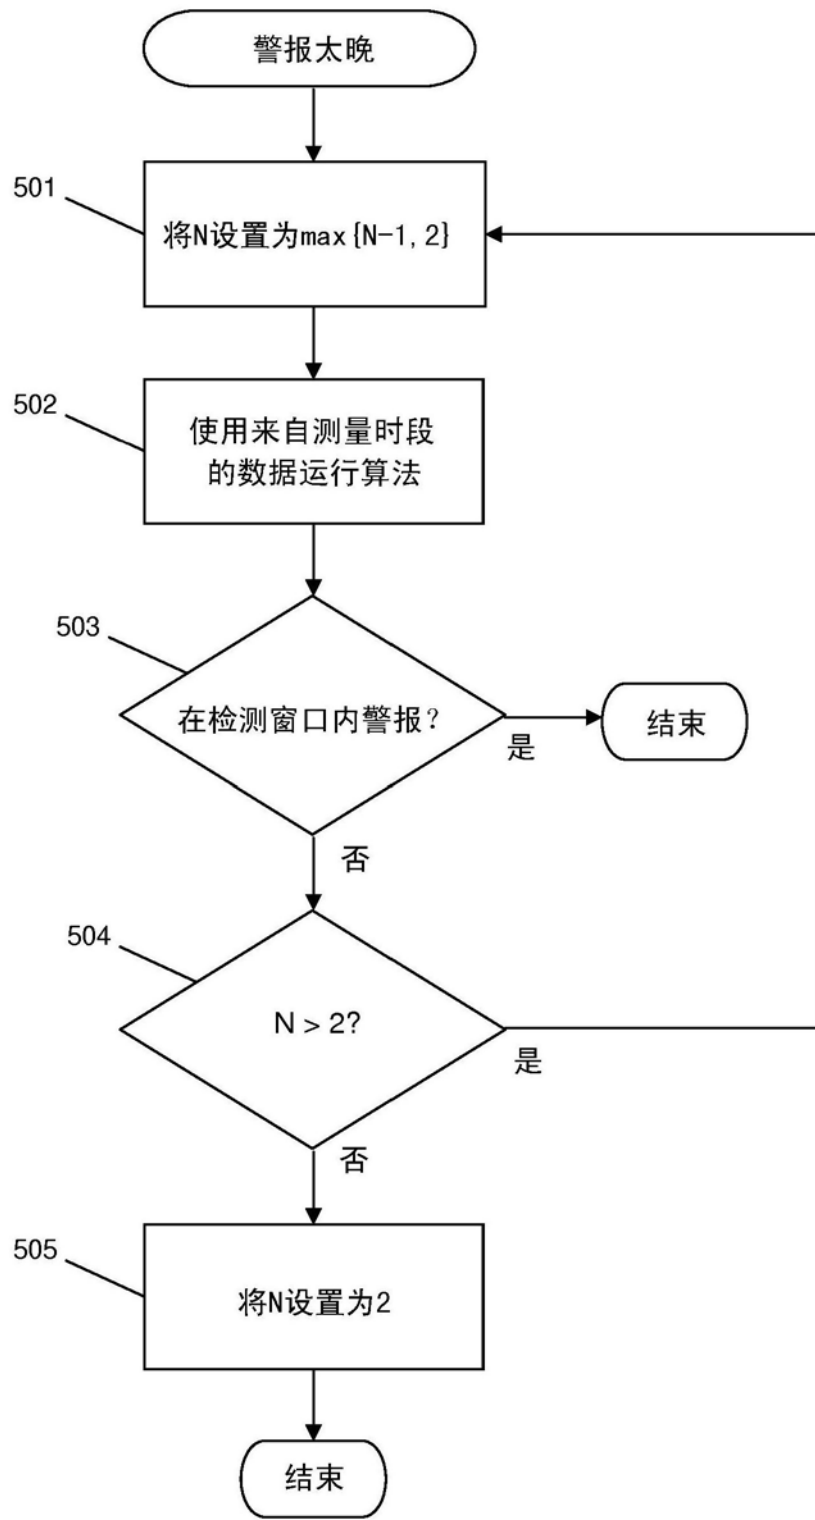 警报太晚
501
将N设置为max{N-1,2}
502
使用来自测量时段
的数据运行算法
503
在检测窗口内警报？
是
结束
否
504
N > 2?
是
否
505
将N设置为2
结束